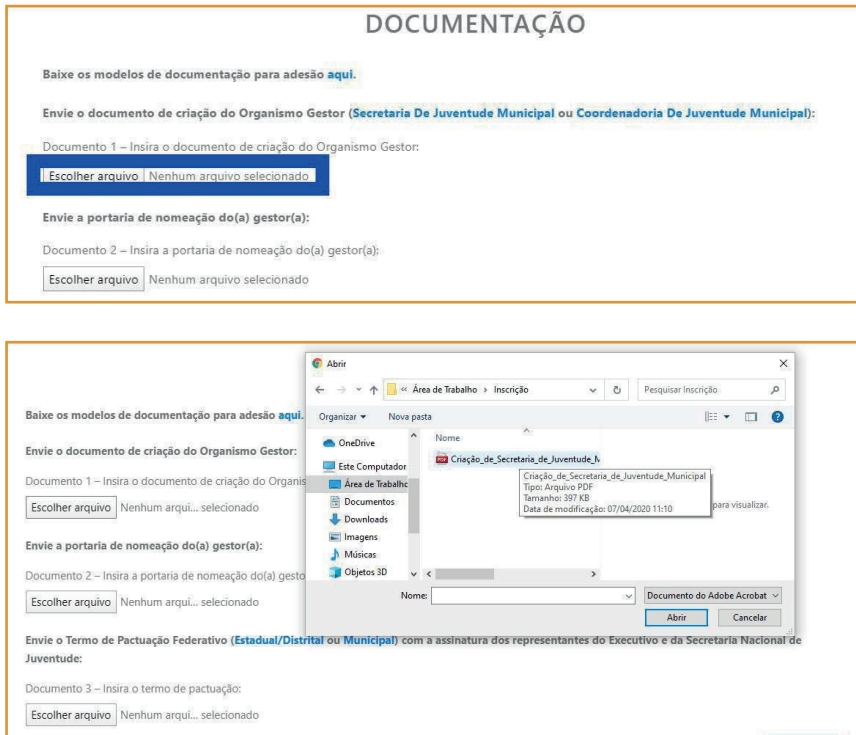 DOCUMENTAÇÃO
Baixe os modelos de documentação para adesão aqui.
Envie o documento de criação do Organismo Gestor (Secretaria De Juventude Municipal ou Coordenadoria De Juventude Municipal):
Documento 1 – Insira o documento de criação do Organismo Gestor:
Escolher arquivo Nenhum arquivo selecionado
Envie a portaria de nomeação do(a) gestor(a):
Documento 2 – Insira a portaria de nomeação do(a) gestor(a):
Escolher arquivo Nenhum arquivo selecionado
Abrir
« Área de Trabalho › Inscrição
Pesquisar Inscrição
Organizar
Nova pasta
OneDrive
Este Computador
Área de Trabalho
Documentos
Downloads
Imagens
Músicas
Objetos 3D
Nome
Criação_de_Secretaria_de_Juventude_M
Criação_de_Secretaria_de_Juventude_Municipal
Tipo: Arquivo PDF
Tamanho: 397 KB
Data de modificação: 07/04/2020 11:10
para visualizar.
Nome:
Documento do Adobe Acrobat
Abrir
Cancelar
Baixe os modelos de documentação para adesão aqui.
Envie o documento de criação do Organismo Gestor:
Documento 1 – Insira o documento de criação do Organis
Escolher arquivo Nenhum arqui... selecionado
Envie a portaria de nomeação do(a) gestor(a):
Documento 2 – Insira a portaria de nomeação do(a) gesto
Escolher arquivo Nenhum arqui... selecionado
Envie o Termo de Pactuação Federativo (Estadual/Distrital ou Municipal) com a assinatura dos representantes do Executivo e da Secretaria Nacional de
Juventude:
Documento 3 – Insira o termo de pactuação:
Escolher arquivo Nenhum arqui... selecionado